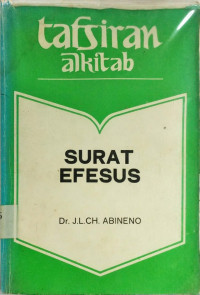 tafsiran
alkitab
SURAT
EFESUS
Dr. J.L.CH. ABINENO